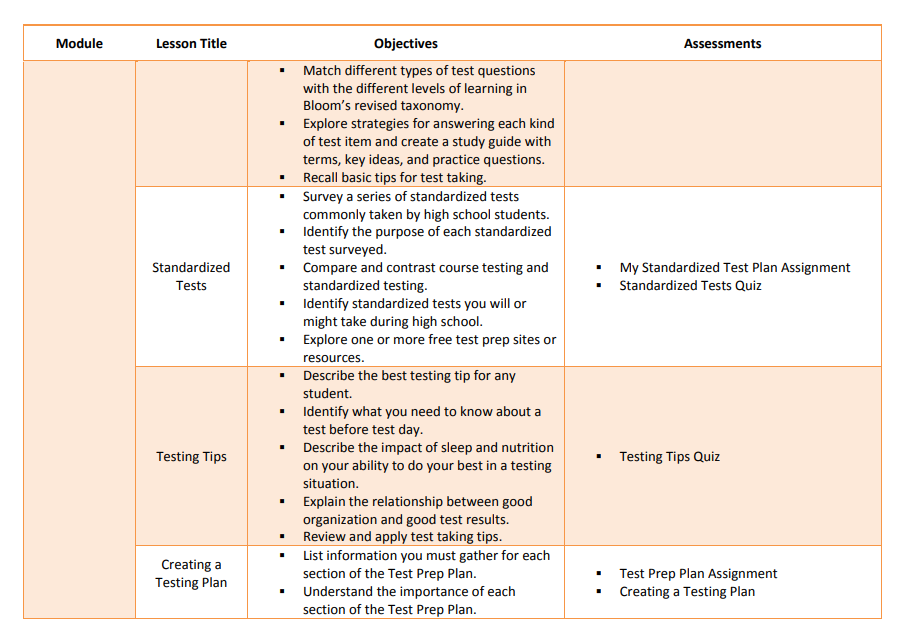 Module Lesson Title Objectives Assessments
▪ Match different types of test questions
with the different levels of learning in
Bloom’s revised taxonomy.
▪ Explore strategies for answering each kind
of test item and create a study guide with
terms, key ideas, and practice questions.
▪ Recall basic tips for test taking.
Standardized
Tests
▪ Survey a series of standardized tests
commonly taken by high school students.
▪ Identify the purpose of each standardized
test surveyed.
▪ Compare and contrast course testing and
standardized testing.
▪ Identify standardized tests you will or
might take during high school.
▪ Explore one or more free test prep sites or
resources.
▪ My Standardized Test Plan Assignment
▪ Standardized Tests Quiz
Testing Tips
▪ Describe the best testing tip for any
student.
▪ Identify what you need to know about a
test before test day.
▪ Describe the impact of sleep and nutrition
on your ability to do your best in a testing
situation.
▪ Explain the relationship between good
organization and good test results.
▪ Review and apply test taking tips.
▪ Testing Tips Quiz
Creating a
Testing Plan
▪ List information you must gather for each
section of the Test Prep Plan.
▪ Understand the importance of each
section of the Test Prep Plan.
▪ Test Prep Plan Assignment
▪ Creating a Testing Plan